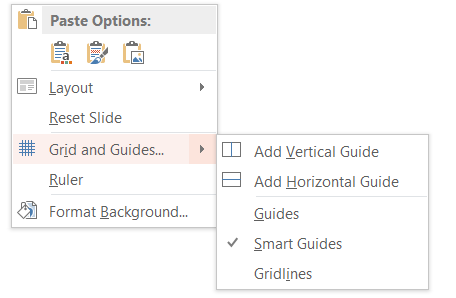 Paste Options:
Layout
Reset Slide
Grid and Guides...
Ruler
Format Background...
Add Vertical Guide
Add Horizontal Guide
Guides
Smart Guides
Gridlines